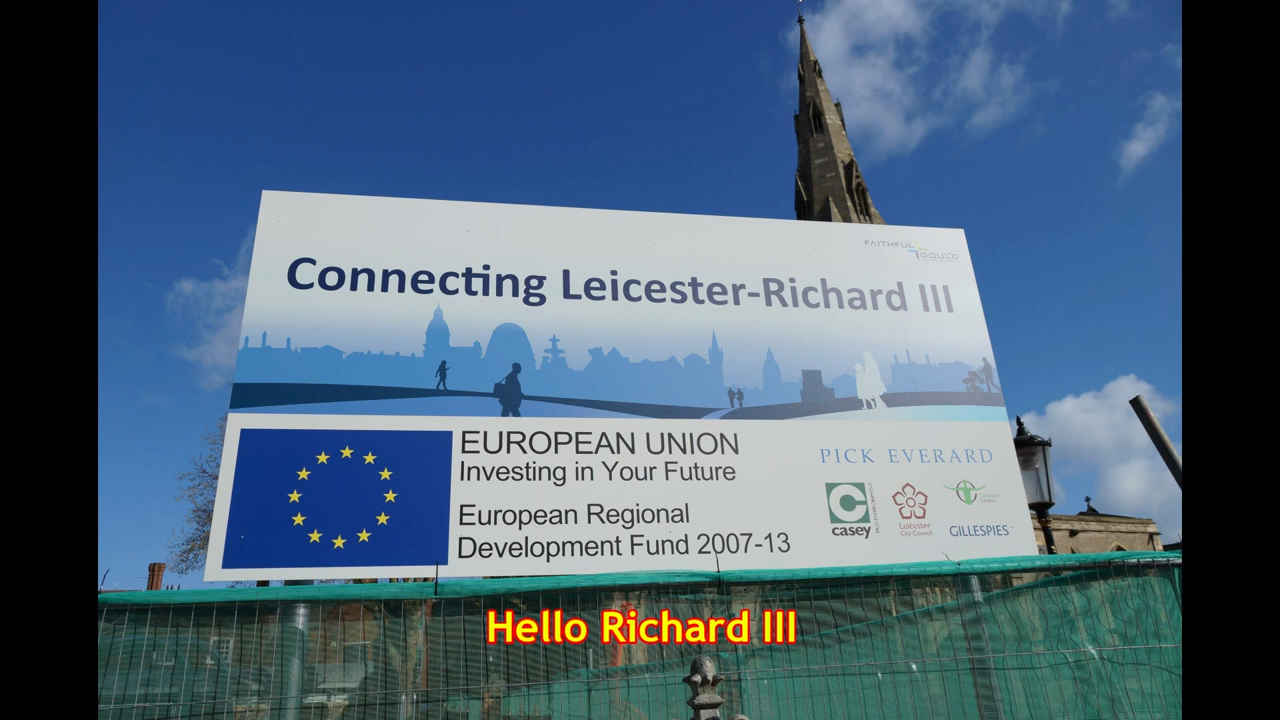 FAITHFUL
GOULD
Connecting Leicester-Richard III
EUROPEAN UNION
Investing in Your Future
European Regional
Development Fund 2007-13
PICK EVERARD
casey
Leicester
City Council
GILLESPIES
Hello Richard III